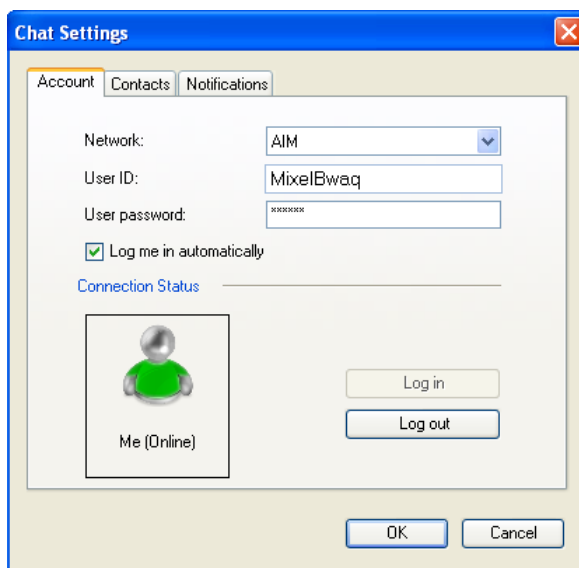 Chat Settings
Account Contacts Notifications
Network: AIM
User ID: MixelBwaq
User password: ******
Log me in automatically
Connection Status
Me (Online)
Log in
Log out
OK Cancel